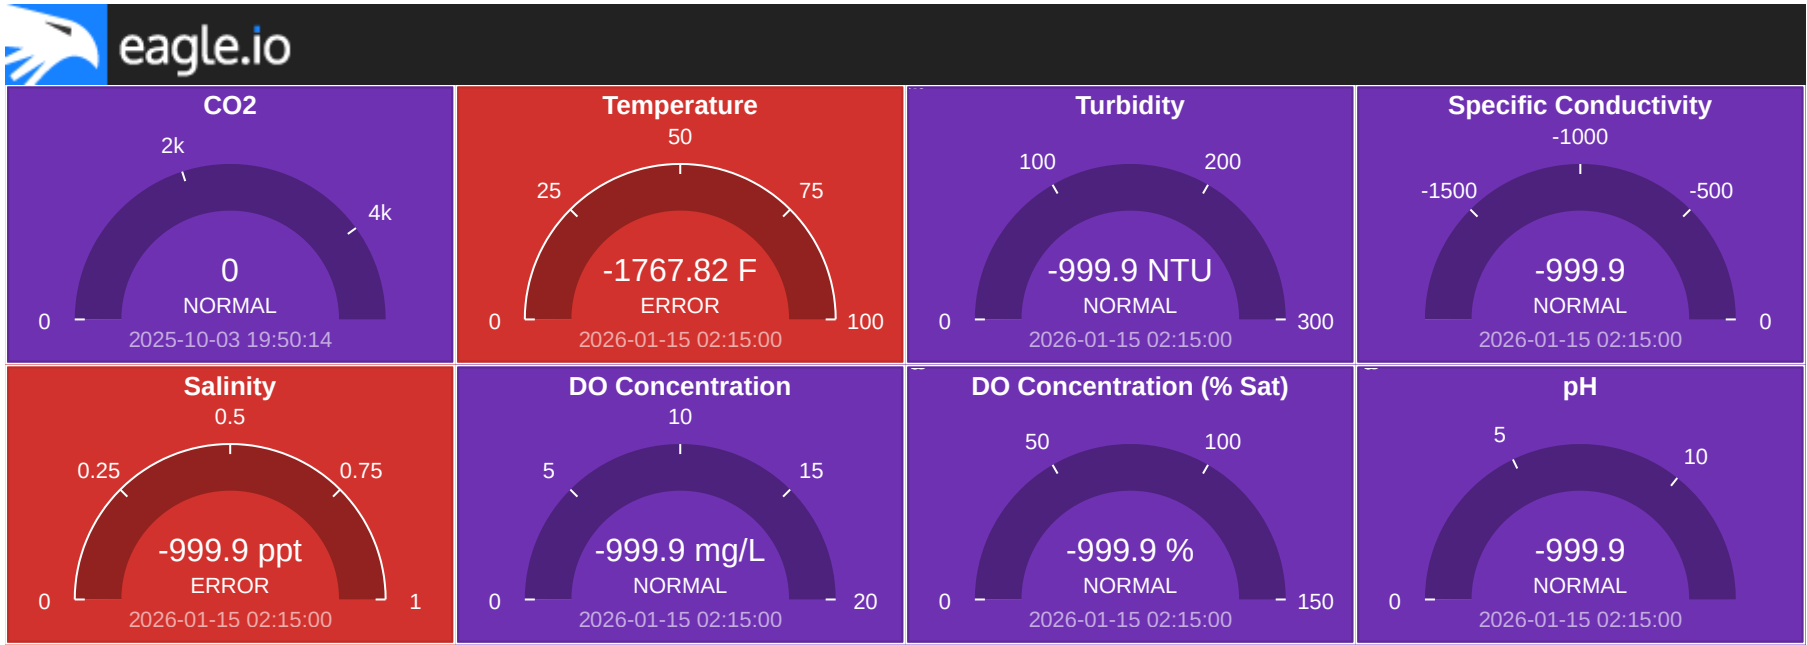 eagle.io
CO2
2k
4k
0
NORMAL
0
2025-10-03 19:50:14
Temperature
50
25
75
-1767.82 F
ERROR
0
100
2026-01-15 02:15:00
Turbidity
100
200
-999.9 NTU
NORMAL
0
300
2026-01-15 02:15:00
Specific Conductivity
-1000
-1500
-500
-999.9
NORMAL
0
2026-01-15 02:15:00
Salinity
0.5
0.25
0.75
-999.9 ppt
ERROR
0
1
2026-01-15 02:15:00
DO Concentration
10
5
15
-999.9 mg/L
NORMAL
0
20
2026-01-15 02:15:00
DO Concentration (% Sat)
50
100
-999.9 %
NORMAL
0
150
2026-01-15 02:15:00
pH
5
10
-999.9
NORMAL
0
2026-01-15 02:15:00